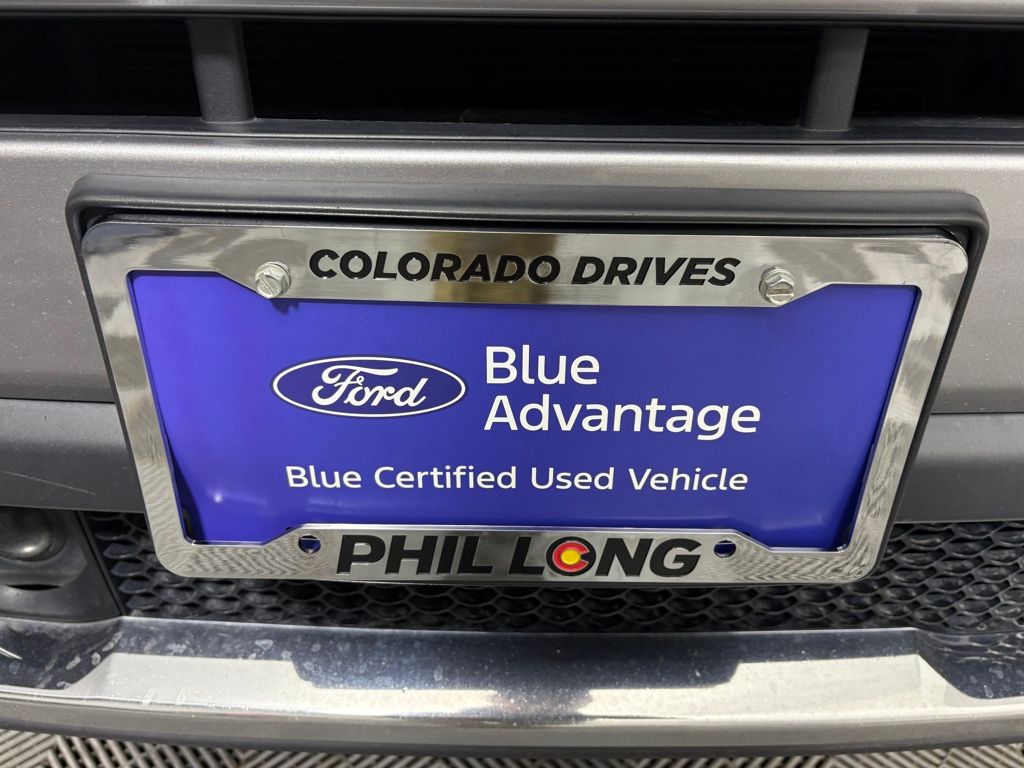 COLORADO DRIVES
Ford
Blue
Advantage
Blue Certified Used Vehicle
PHIL LONG